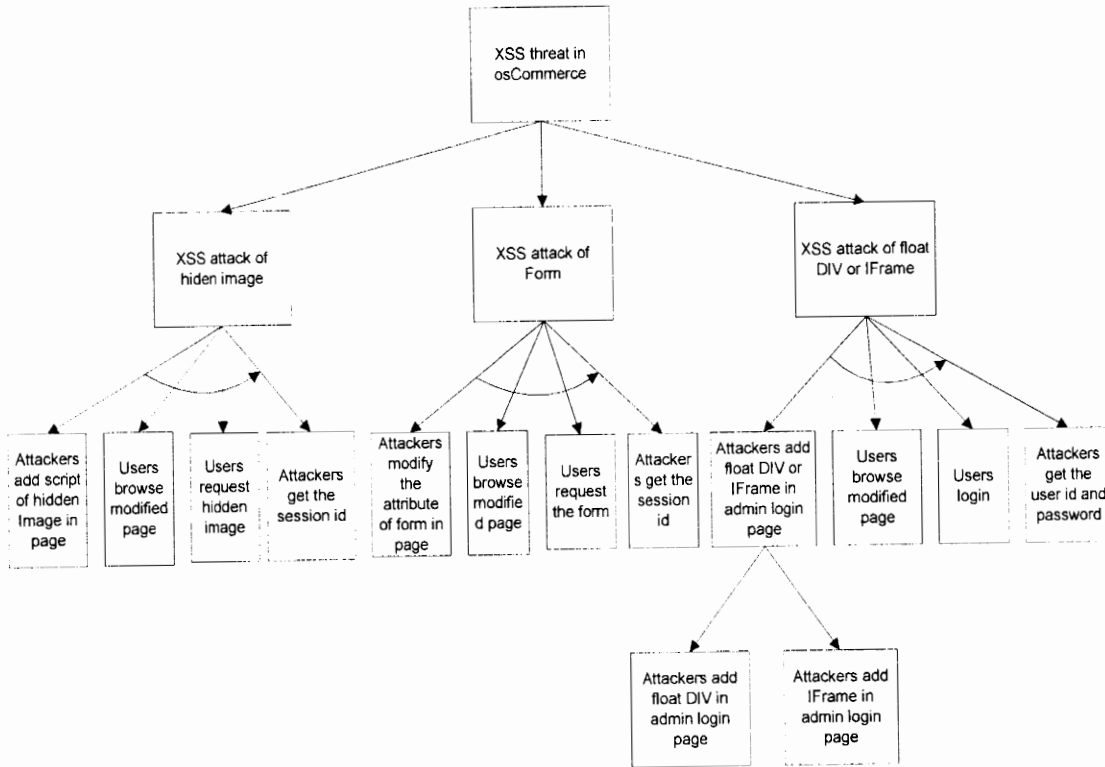 XSS threat in
osCommerce
XSS attack of
hiden image
XSS attack of
Form
XSS attack of float
DIV or IFrame
Attackers
add script
of hidden
Image in
page
Users
browse
modified
page
Users
request
hidden
image
Attackers
get the
session id
Attackers
modify
the
attribute
of form in
page
Users
browse
modifie
d page
Users
request
the form
Attacker
s get the
session
id
Attackers add
float DIV or
IFrame in
admin login
page
Users
browse
modified
page
Users
login
Attackers
get the
user id and
password
Attackers add
float DIV in
admin login
page
Attackers add
IFrame in
admin login
page